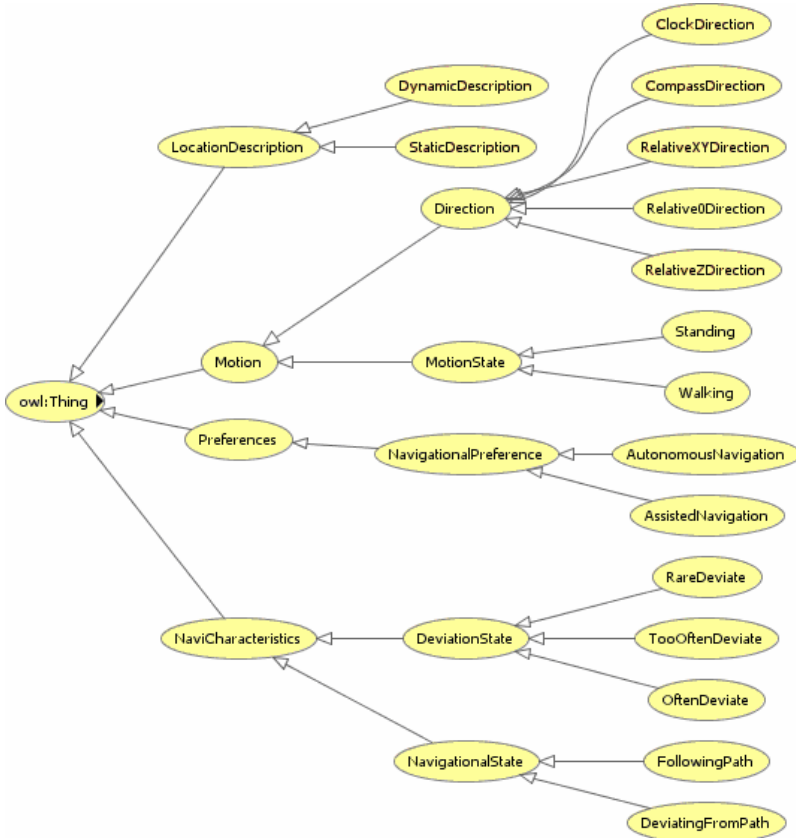 ClockDirection
DynamicDescription
CompassDirection
LocationDescription
StaticDescription
RelativeXYDirection
Direction
Relative0Direction
RelativeZDirection
Standing
Motion
MotionState
Walking
owl:Thing
Preferences
NavigationalPreference
AutonomousNavigation
AssistedNavigation
RareDeviate
NaviCharacteristics
DeviationState
TooOftenDeviate
OftenDeviate
NavigationalState
FollowingPath
DeviatingFromPath